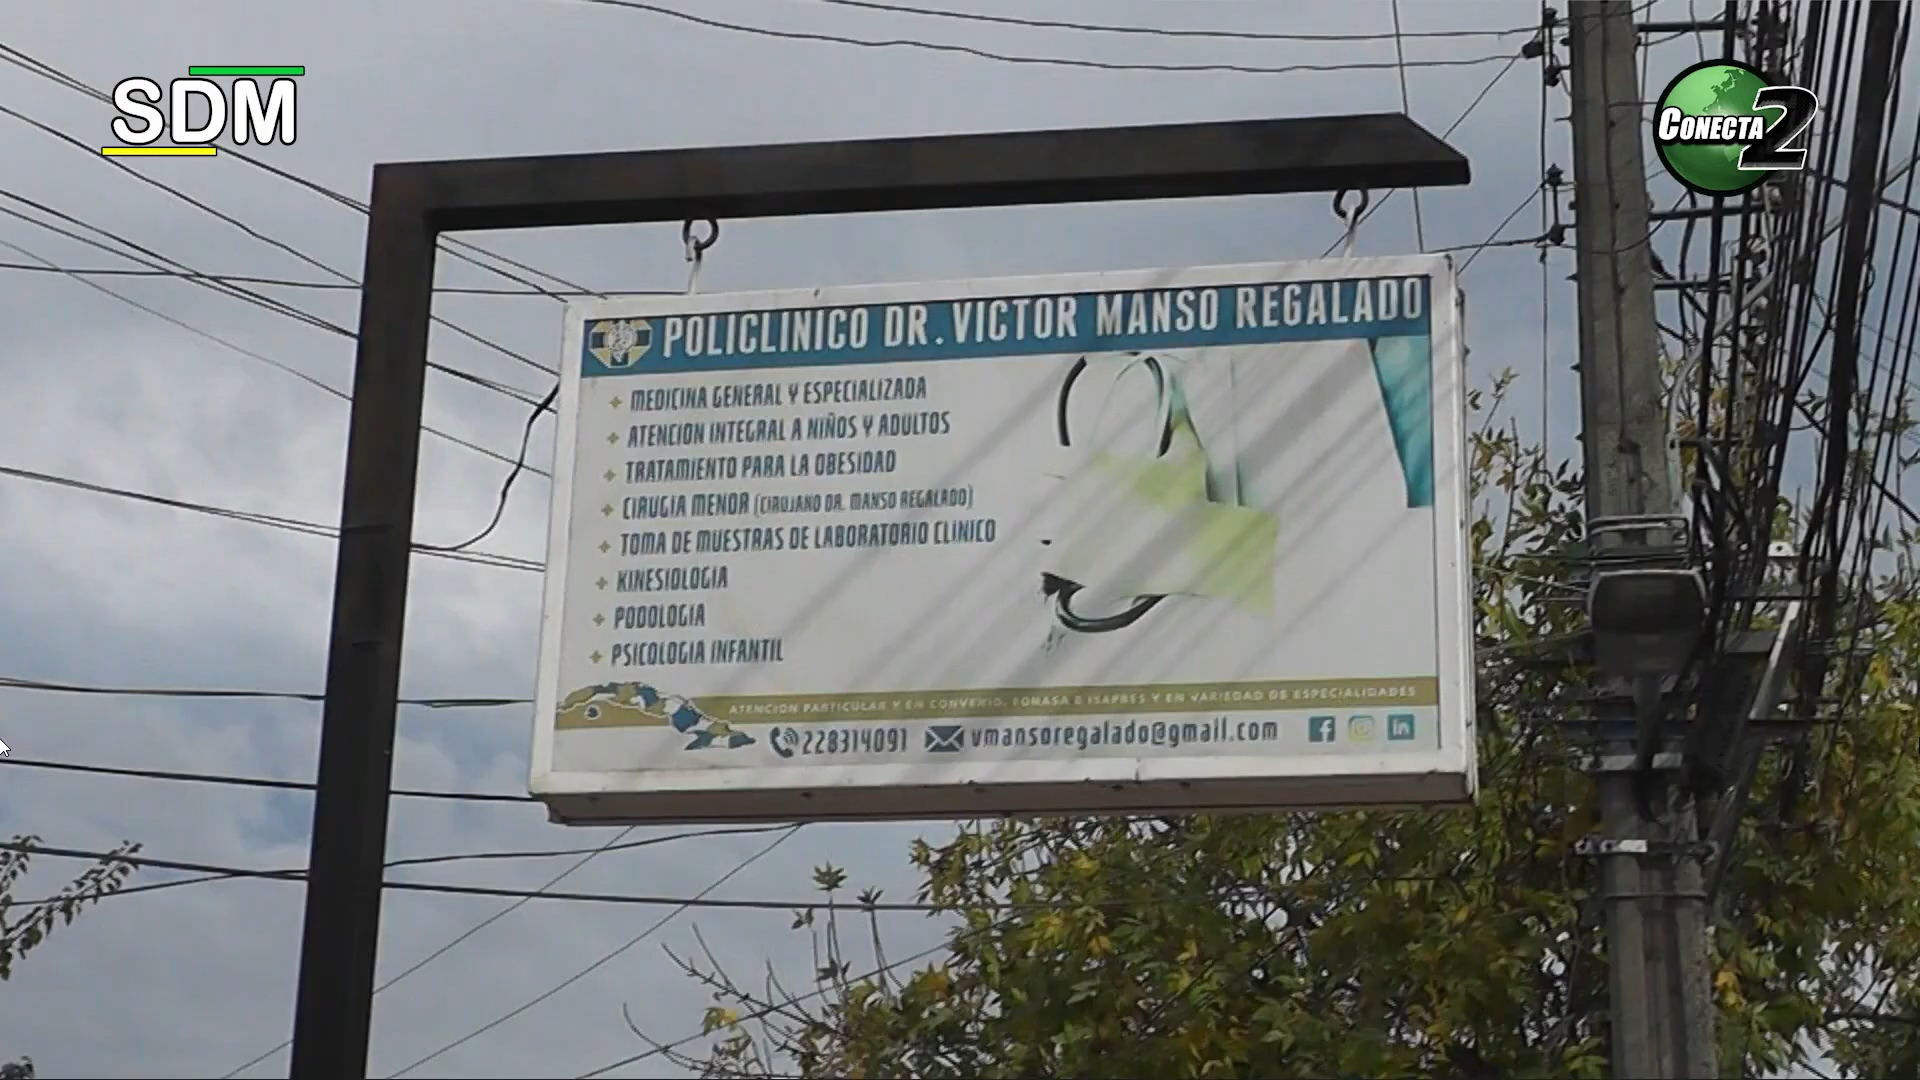 SDM
CONECTA 2
POLICLINICO DR. VICTOR MANSO REGALADO
MEDICINA GENERAL Y ESPECIALIZADA
ATENCION INTEGRAL A NIÑOS Y ADULTOS
TRATAMIENTO PARA LA OBESIDAD
CIRUGIA MENOR (CIRUJANO DR. MANSO REGALADO)
TOMA DE MUESTRAS DE LABORATORIO CLINICO
KINESIOLOGIA
PODOLOGIA
PSICOLOGIA INFANTIL
ATENCION PARTICULAR Y EN CONVENIO, FONASA E ISAPRES Y EN VARIEDAD DE ESPECIALIDADES
228314091 vmansoregalado@gmail.com f in